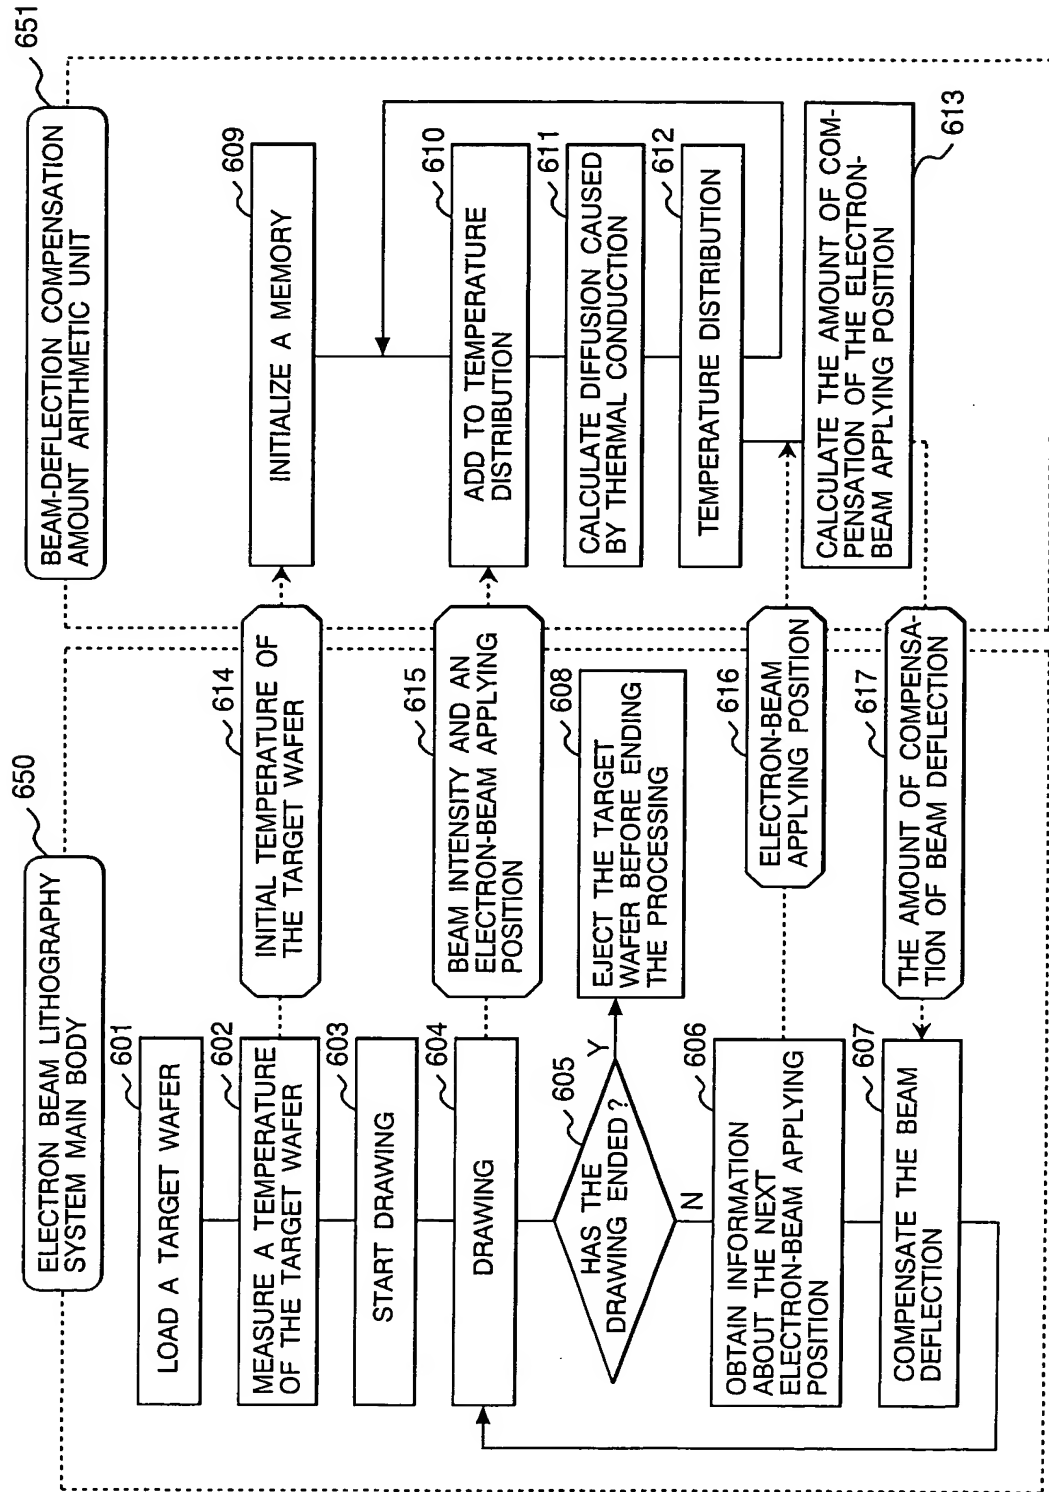 650
ELECTRON BEAM LITHOGRAPHY
SYSTEM MAIN BODY
601
LOAD A TARGET WAFER
602
MEASURE A TEMPERATURE
OF THE TARGET WAFER
603
START DRAWING
604
DRAWING
605
HAS THE
DRAWING ENDED?
Y
N
606
OBTAIN INFORMATION
ABOUT THE NEXT
ELECTRON-BEAM APPLYING
POSITION
607
COMPENSATE THE BEAM
DEFLECTION
614
INITIAL TEMPERATURE OF
THE TARGET WAFER
615
BEAM INTENSITY AND AN
ELECTRON-BEAM APPLYING
POSITION
608
EJECT THE TARGET
WAFER BEFORE ENDING
THE PROCESSING
616
ELECTRON-BEAM
APPLYING POSITION
617
THE AMOUNT OF COMPENSA-
TION OF BEAM DEFLECTION
651
BEAM-DEFLECTION COMPENSATION
AMOUNT ARITHMETIC UNIT
609
INITIALIZE A MEMORY
610
ADD TO TEMPERATURE
DISTRIBUTION
611
CALCULATE DIFFUSION CAUSED
BY THERMAL CONDUCTION
612
TEMPERATURE DISTRIBUTION
CALCULATE THE AMOUNT OF COM-
PENSATION OF THE ELECTRON-
BEAM APPLYING POSITION
613